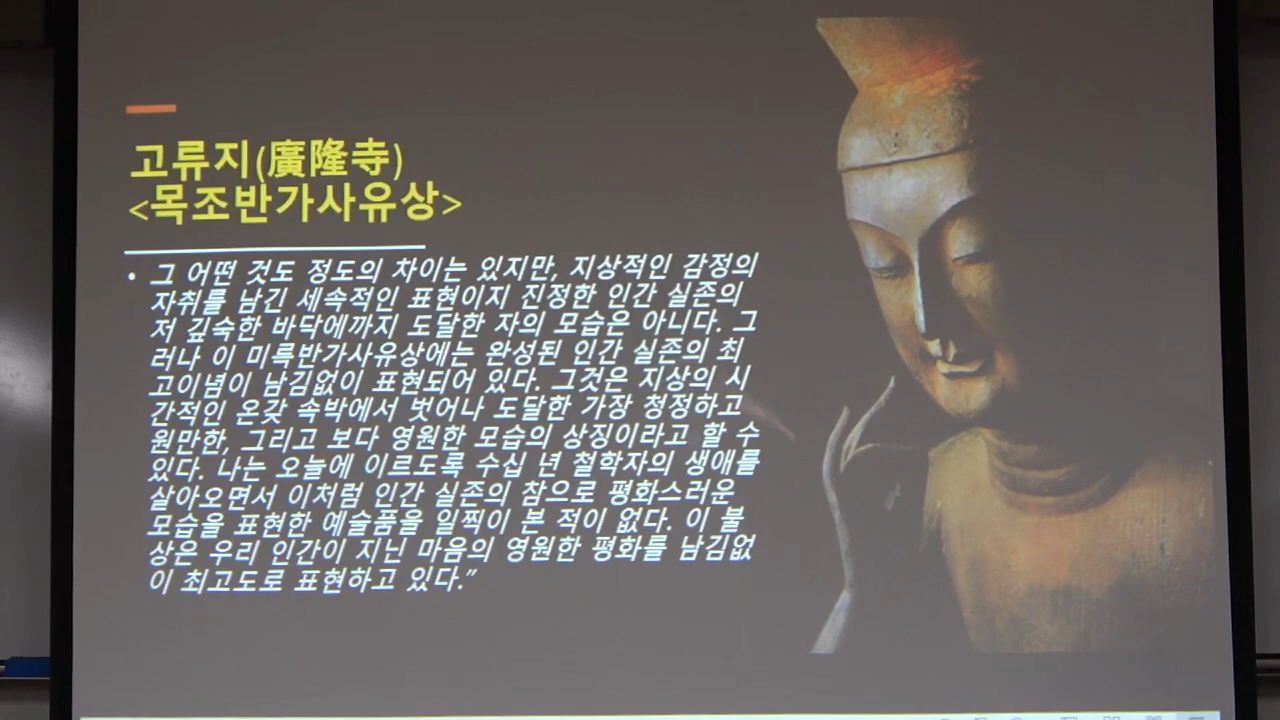 고류지(廣隆寺)
<목조반가사유상>
• 그 어떤 것도 정도의 차이는 있지만, 지상적인 감정의
자취를 남긴 세속적인 표현이지 진정한 인간 실존의
저 깊숙한 바닥에까지 도달한 자의 모습은 아니다. 그
러나 이 미륵반가사유상에는 완성된 인간 실존의 최
고이념이 남김없이 표현되어 있다. 그것은 지상의 시
간적인 온갖 속박에서 벗어나 도달한 가장 청정하고
원만한, 그리고 보다 영원한 모습의 상징이라고 할 수
있다. 나는 오늘에 이르도록 수십 년 철학자의 생애를
살아오면서 이처럼 인간 실존의 참으로 평화스러운
모습을 표현한 예술품을 일찍이 본 적이 없다. 이 불
상은 우리 인간이 지닌 마음의 영원한 평화를 남김없
이 최고도로 표현하고 있다.”